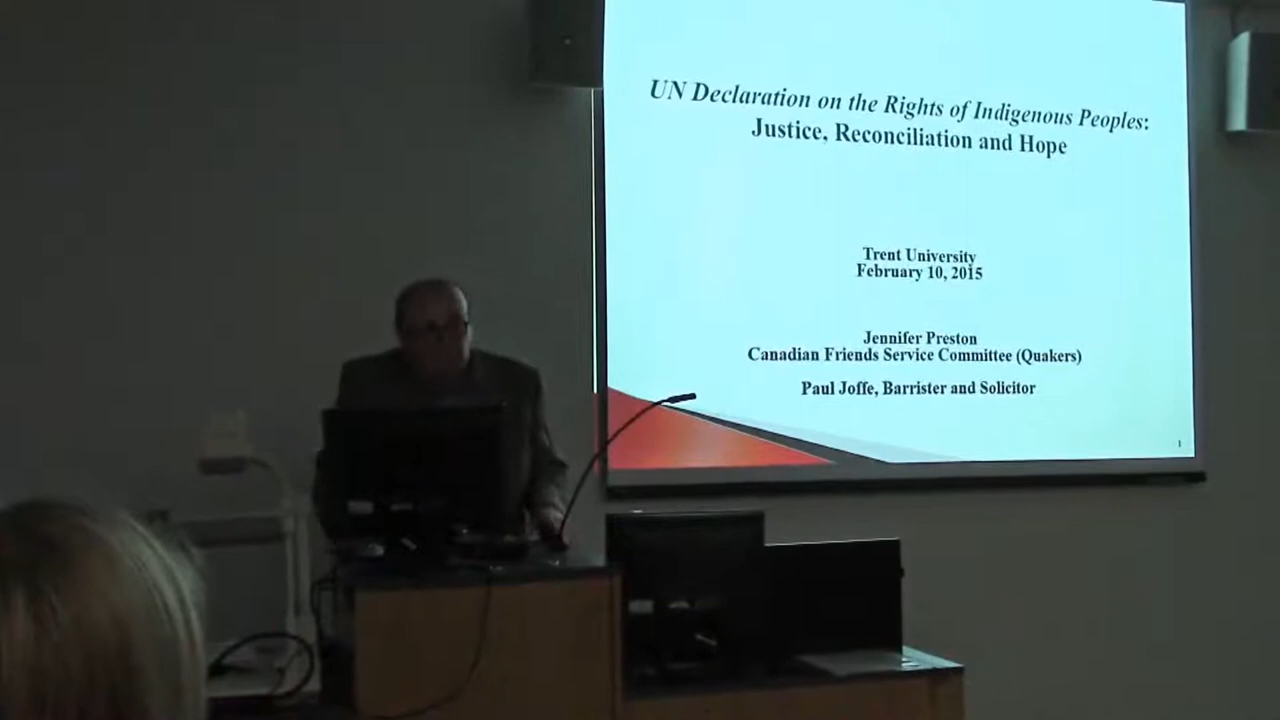 UN Declaration on the Rights of Indigenous Peoples:
Justice, Reconciliation and Hope
Trent University
February 10, 2015
Jennifer Preston
Canadian Friends Service Committee (Quakers)
Paul Joffe, Barrister and Solicitor
1